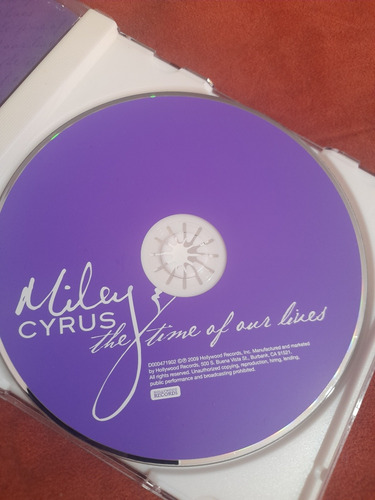 Miley
CYRUS
the time of our lives
D000471902 ©℗ 2009 Hollywood Records, Inc. Manufactured and marketed
by Hollywood Records, 500 S. Buena Vista St., Burbank, CA 91521.
All rights reserved. Unauthorized copying, reproduction, hiring, lending,
public performance and broadcasting prohibited.
HOLLYWOOD
RECORDS